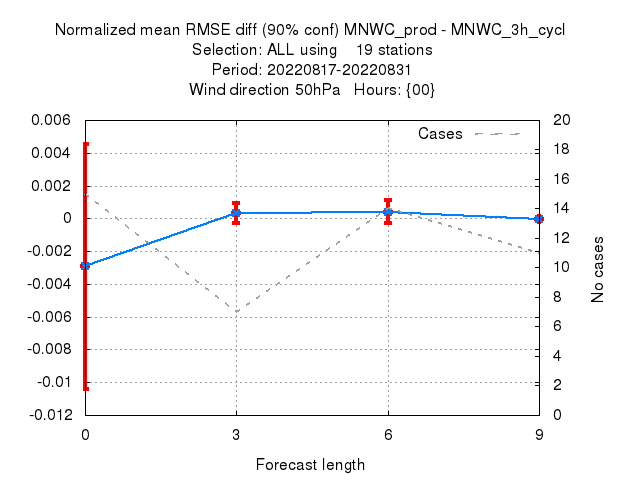 Normalized mean RMSE diff (90% conf) MNWC_prod - MNWC_3h_cycl
Selection: ALL using 19 stations
Period: 20220817-20220831
Wind direction 50hPa Hours: {00}
0.006 20
Cases
0.004 18
0.002 16
0 14
-0.002 12
-0.004 10
-0.006 8
-0.008 6
-0.01 4
-0.012 2
0
No cases
0 3 6 9
Forecast length